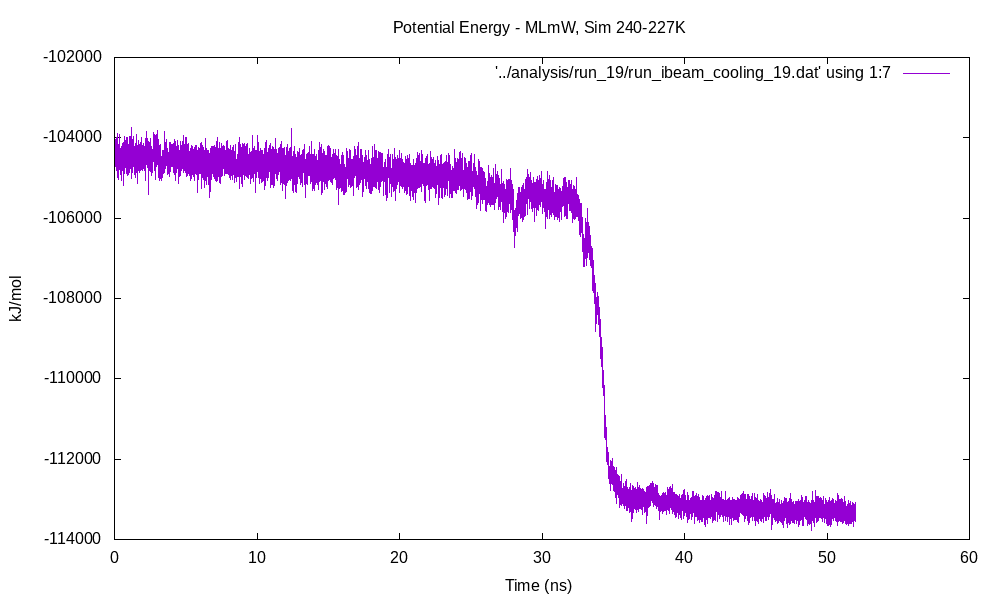 Potential Energy - MLmW, Sim 240-227K
'../analysis/run_19/run_ibeam_cooling_19.dat' using 1:7
-102000
-104000
-106000
-108000
-110000
-112000
-114000
kJ/mol
0 10 20 30 40 50 60
Time (ns)